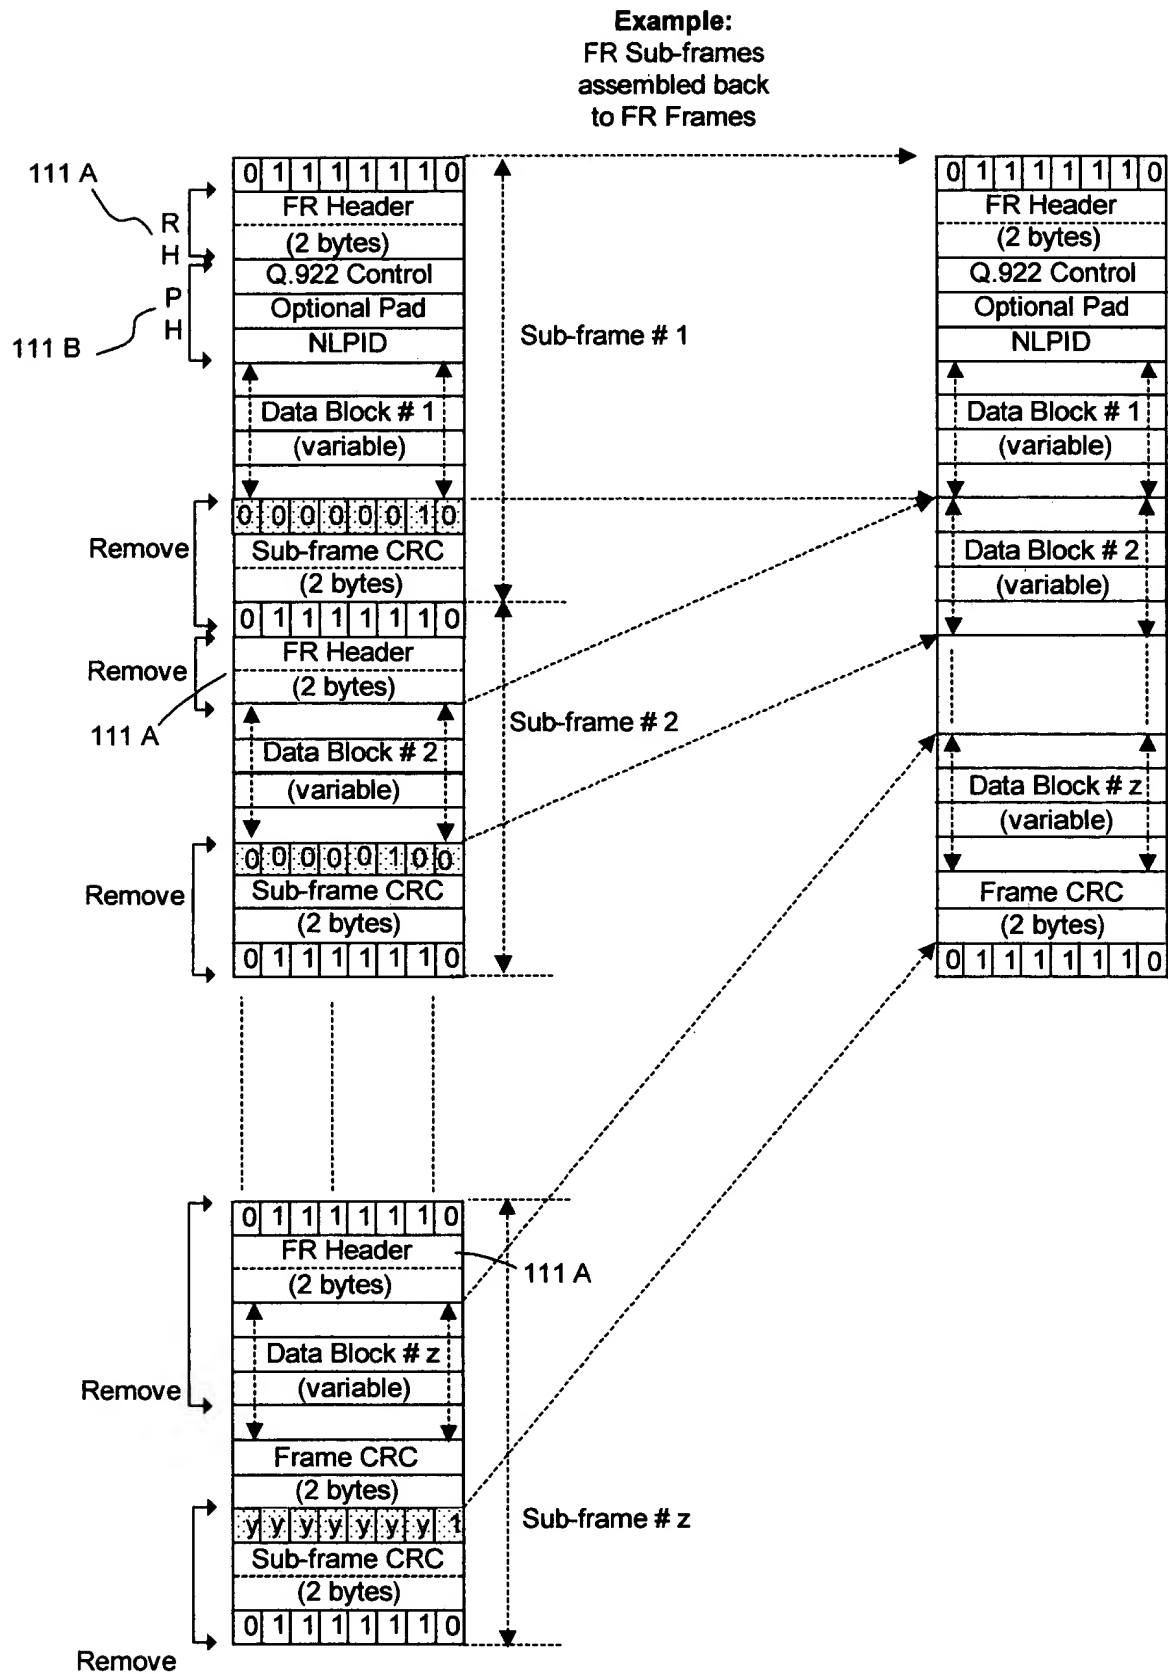 Example:
FR Sub-frames
assembled back
to FR Frames
111 A
R
H
P
H
111 B
0 1 1 1 1 1 1 0
FR Header
(2 bytes)
Q.922 Control
Optional Pad
NLPID
Data Block # 1
(variable)
Sub-frame # 1
Remove
0 0 0 0 0 0 1 0
Sub-frame CRC
(2 bytes)
0 1 1 1 1 1 1 0
Remove
FR Header
(2 bytes)
111 A
Data Block # 2
(variable)
Sub-frame # 2
Remove
0 0 0 0 0 1 0 0
Sub-frame CRC
(2 bytes)
0 1 1 1 1 1 1 0
0 1 1 1 1 1 1 0
FR Header
(2 bytes)
111 A
Data Block # z
(variable)
Remove
Frame CRC
(2 bytes)
y y y y y y y 1
Sub-frame # z
Sub-frame CRC
(2 bytes)
0 1 1 1 1 1 1 0
Remove
0 1 1 1 1 1 1 0
FR Header
(2 bytes)
Q.922 Control
Optional Pad
NLPID
Data Block # 1
(variable)
Data Block # 2
(variable)
Data Block # z
(variable)
Frame CRC
(2 bytes)
0 1 1 1 1 1 1 0